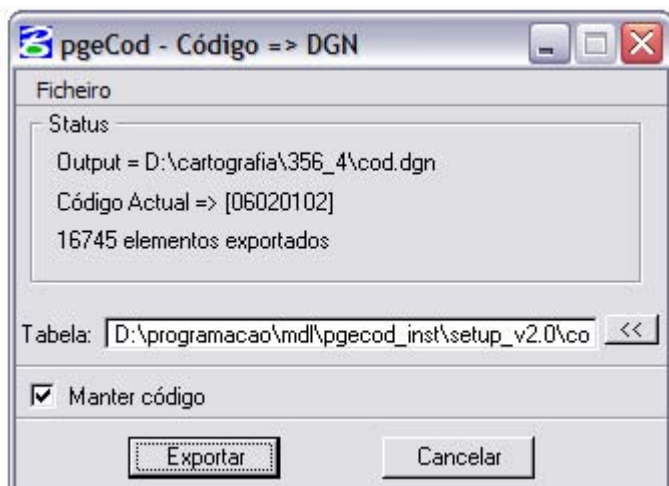 pgeCod - Código => DGN
Ficheiro
Status
Output = D:\cartografia\356_4\cod.dgn
Código Actual => [06020102]
16745 elementos exportados
Tabela: D:\programacao\mdl\pgecod_inst\setup_v2.0\co <<
Manter código
Exportar Cancelar